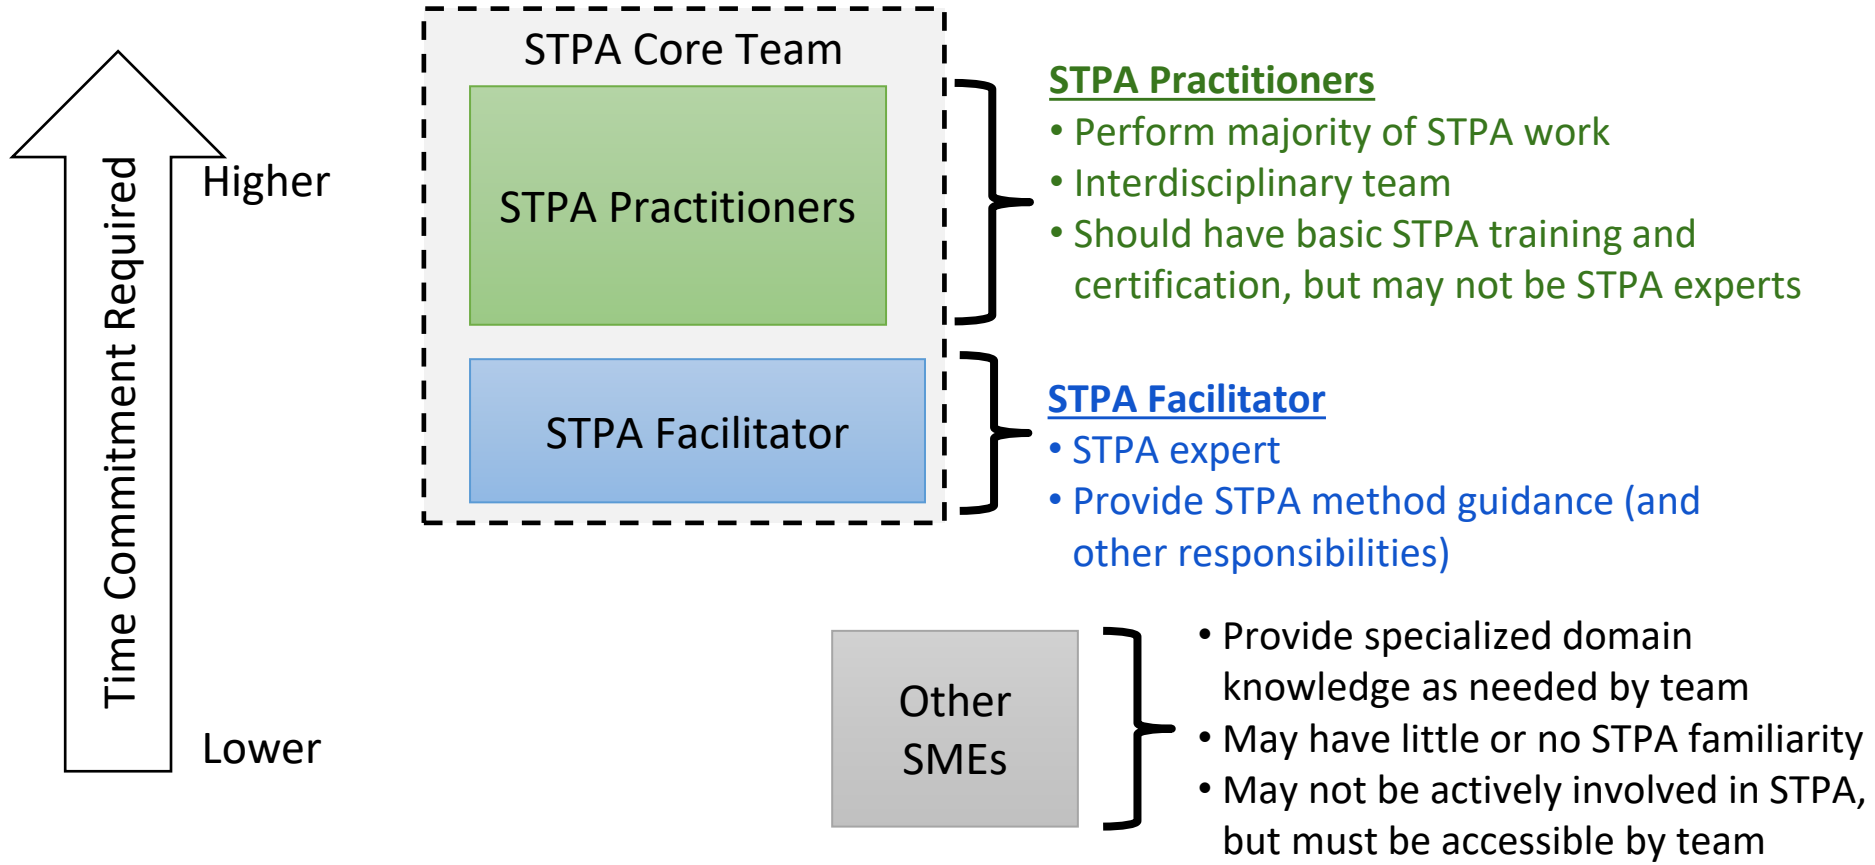 STPA Core Team
STPA Practitioners
STPA Facilitator
Time Commitment Required
Higher
Lower
STPA Practitioners
• Perform majority of STPA work
• Interdisciplinary team
• Should have basic STPA training and
certification, but may not be STPA experts
STPA Facilitator
• STPA expert
• Provide STPA method guidance (and
other responsibilities)
Other
SMEs
• Provide specialized domain
knowledge as needed by team
• May have little or no STPA familiarity
• May not be actively involved in STPA,
but must be accessible by team